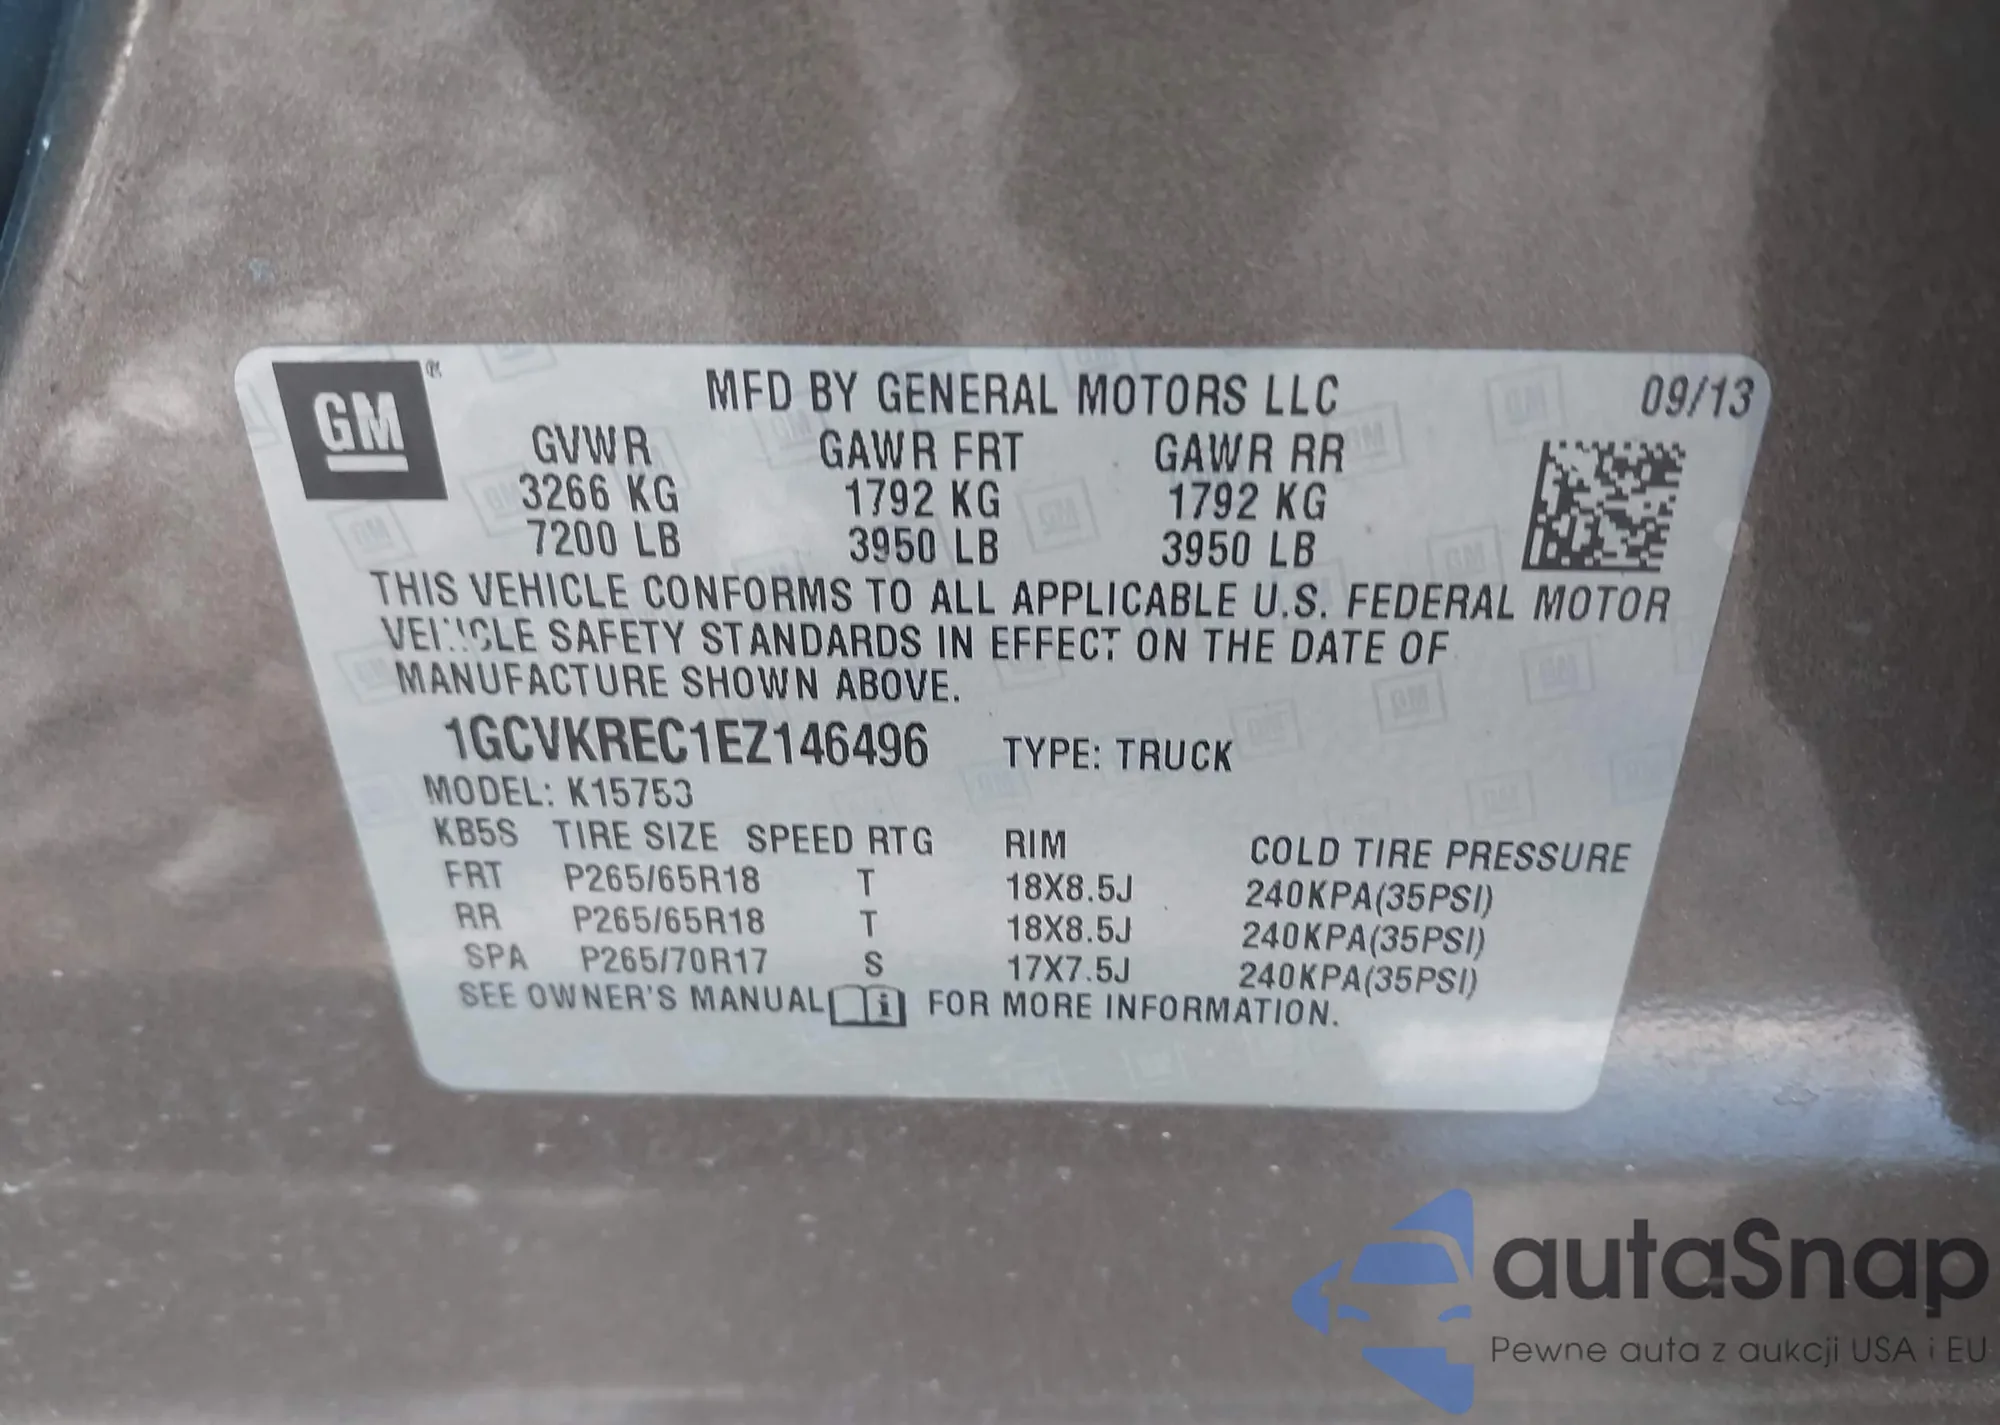 GM ®
MFD BY GENERAL MOTORS LLC 09/13
GVWR GAWR FRT GAWR RR
3266 KG 1792 KG 1792 KG
7200 LB 3950 LB 3950 LB
THIS VEHICLE CONFORMS TO ALL APPLICABLE U.S. FEDERAL MOTOR
VEHICLE SAFETY STANDARDS IN EFFECT ON THE DATE OF
MANUFACTURE SHOWN ABOVE.
1GCVKREC1EZ146496 TYPE: TRUCK
MODEL: K15753
KB5S TIRE SIZE SPEED RTG RIM COLD TIRE PRESSURE
FRT P265/65R18 T 18X8.5J 240KPA(35PSI)
RR P265/65R18 T 18X8.5J 240KPA(35PSI)
SPA P265/70R17 S 17X7.5J 240KPA(35PSI)
SEE OWNER'S MANUAL FOR MORE INFORMATION.
autaSnap
Pewne auta z aukcji USA i EU